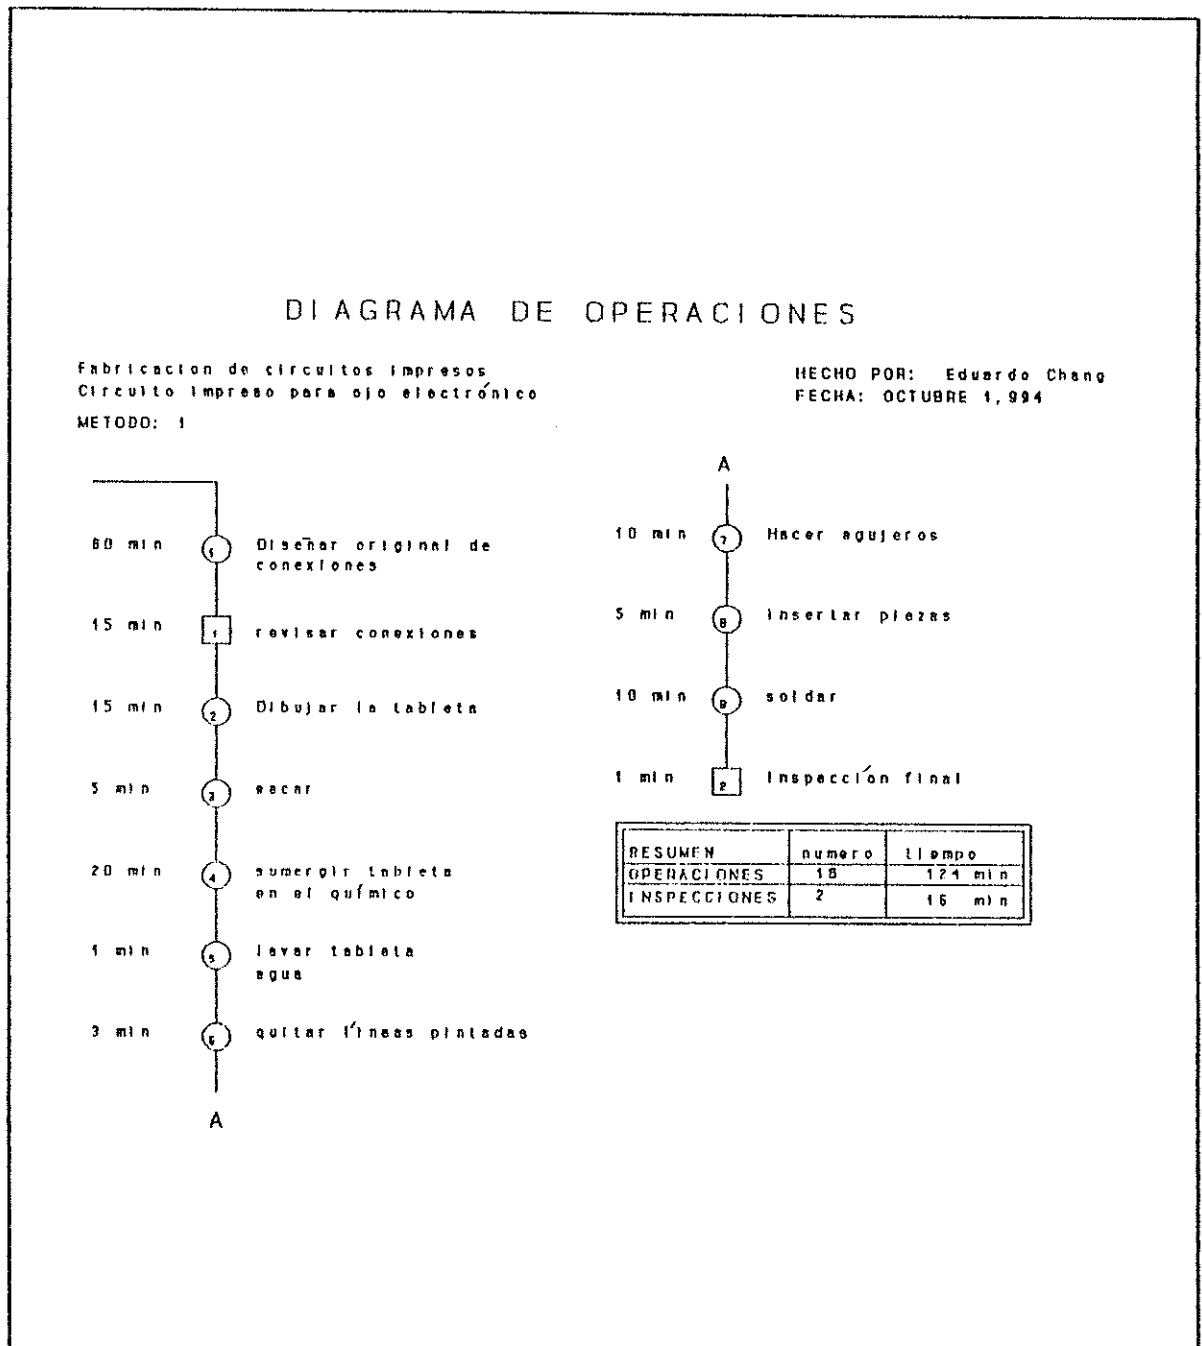 DIAGRAMA DE OPERACIONES
Fabricacion de circuitos impresos
Circuito impreso para ojo electrónico
METODO: 1
HECHO POR: Eduardo Chang
FECHA: OCTUBRE 1,994
60 min 1 Diseñar original de
conexiones
15 min 1 revisar conexiones
15 min 2 Dibujar la tableta
5 min 3 secar
20 min 4 sumergir tableta
en el químico
1 min 5 lavar tableta
agua
3 min 6 quitar líneas pintadas
A
A
10 min 7 Hacer agujeros
5 min 8 insertar piezas
10 min 9 soldar
1 min 2 Inspección final
RESUMEN numero tiempo
OPERACIONES min
INSPECCIONES 2 16 min